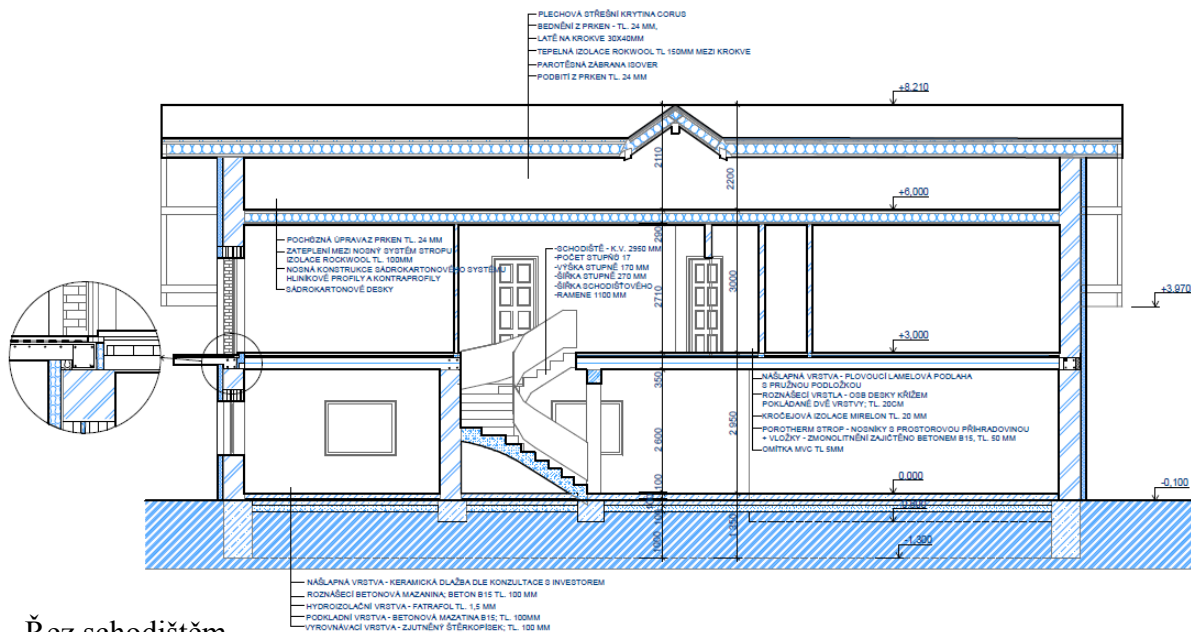 PLECHOVÁ STŘEŠNÍ KRYTINA CORUS
BEDNĚNÍ Z PRKEN - TL. 24 MM,
LATĚ NA KROKVE 30X40MM
TEPELNÁ IZOLACE ROKWOOL TL 150MM MEZI KROKVE
PAROTĚSNÁ ZÁBRANA ISOVER
PODBITÍ Z PRKEN TL. 24 MM
+8,210
2110
2200
+6,000
POCHOZNÁ ÚPRAVAZ PRKEN TL. 24 MM
ZATEPLENÍ MEZI NOSNÝ SYSTÉM STROPU
IZOLACE ROCKWOOL TL. 100MM
NOSNÁ KONSTRUKCE SÁDROKARTONOVÉHO SYSTÉMU
HLINÍKOVÉ PROFILY A KONTRAPROFILY
SÁDROKARTONOVÉ DESKY
-SCHODIŠTĚ - K.V. 2950 MM
-POČET STUPŇŮ 17
-VÝŠKA STUPNĚ 170 MM
-ŠÍŘKA STUPNĚ 270 MM
-ŠÍŘKA SCHODIŠŤOVÉHO
-RAMENE 1100 MM
290
2710
3000
+3.970
+3,000
350
2 600
2 950
NÁŠLAPNÁ VRSTVA - PLOVOUCÍ LAMELOVÁ PODLAHA
S PRUŽNOU PODLOŽKOU
ROZNÁŠECÍ VRSTLA - OSB DESKY KŘÍŽEM
POKLÁDANÉ DVĚ VRSTVY; TL. 20CM
KROČEJOVÁ IZOLACE MIRELON TL. 20 MM
POROTHERM STROP - NOSNÍKY S PROSTOROVOU PŘÍHRADOVINOU
+ VLOŽKY - ZMONOLITNĚNÍ ZAJIČTĚNO BETONEM B15, TL. 50 MM
OMÍTKA MVC TL 5MM
0.000
-0,100
100
100
1000
1 350
-1,300
NÁŠLAPNÁ VRSTVA - KERAMICKÁ DLAŽBA DLE KONZULTACE S INVESTOREM
ROZNÁŠECÍ BETONOVÁ MAZANINA; BETON B15 TL. 100 MM
HYDROIZOLAČNÍ VRSTVA - FATRAFOL TL. 1,5 MM
PODKLADNÍ VRSTVA - BETONOVÁ MAZATINA B15; TL. 100MM
VYROVNÁVACÍ VRSTVA - ZJUTNĚNÝ ŠTĚRKOPÍSEK; TL. 100 MM
Řez schodištěm